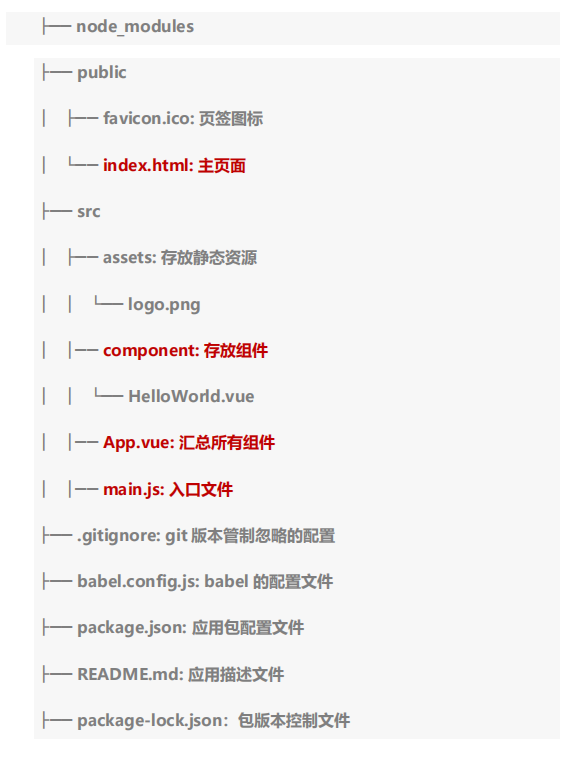 ├── node_modules
├── public
│   ├── favicon.ico: 页签图标
│   └── index.html: 主页面
├── src
│   ├── assets: 存放静态资源
│   │   └── logo.png
│   │── component: 存放组件
│   │   └── HelloWorld.vue
│   │── App.vue: 汇总所有组件
│   │── main.js: 入口文件
├── .gitignore: git 版本管制忽略的配置
├── babel.config.js: babel 的配置文件
├── package.json: 应用包配置文件
├── README.md: 应用描述文件
├── package-lock.json：包版本控制文件